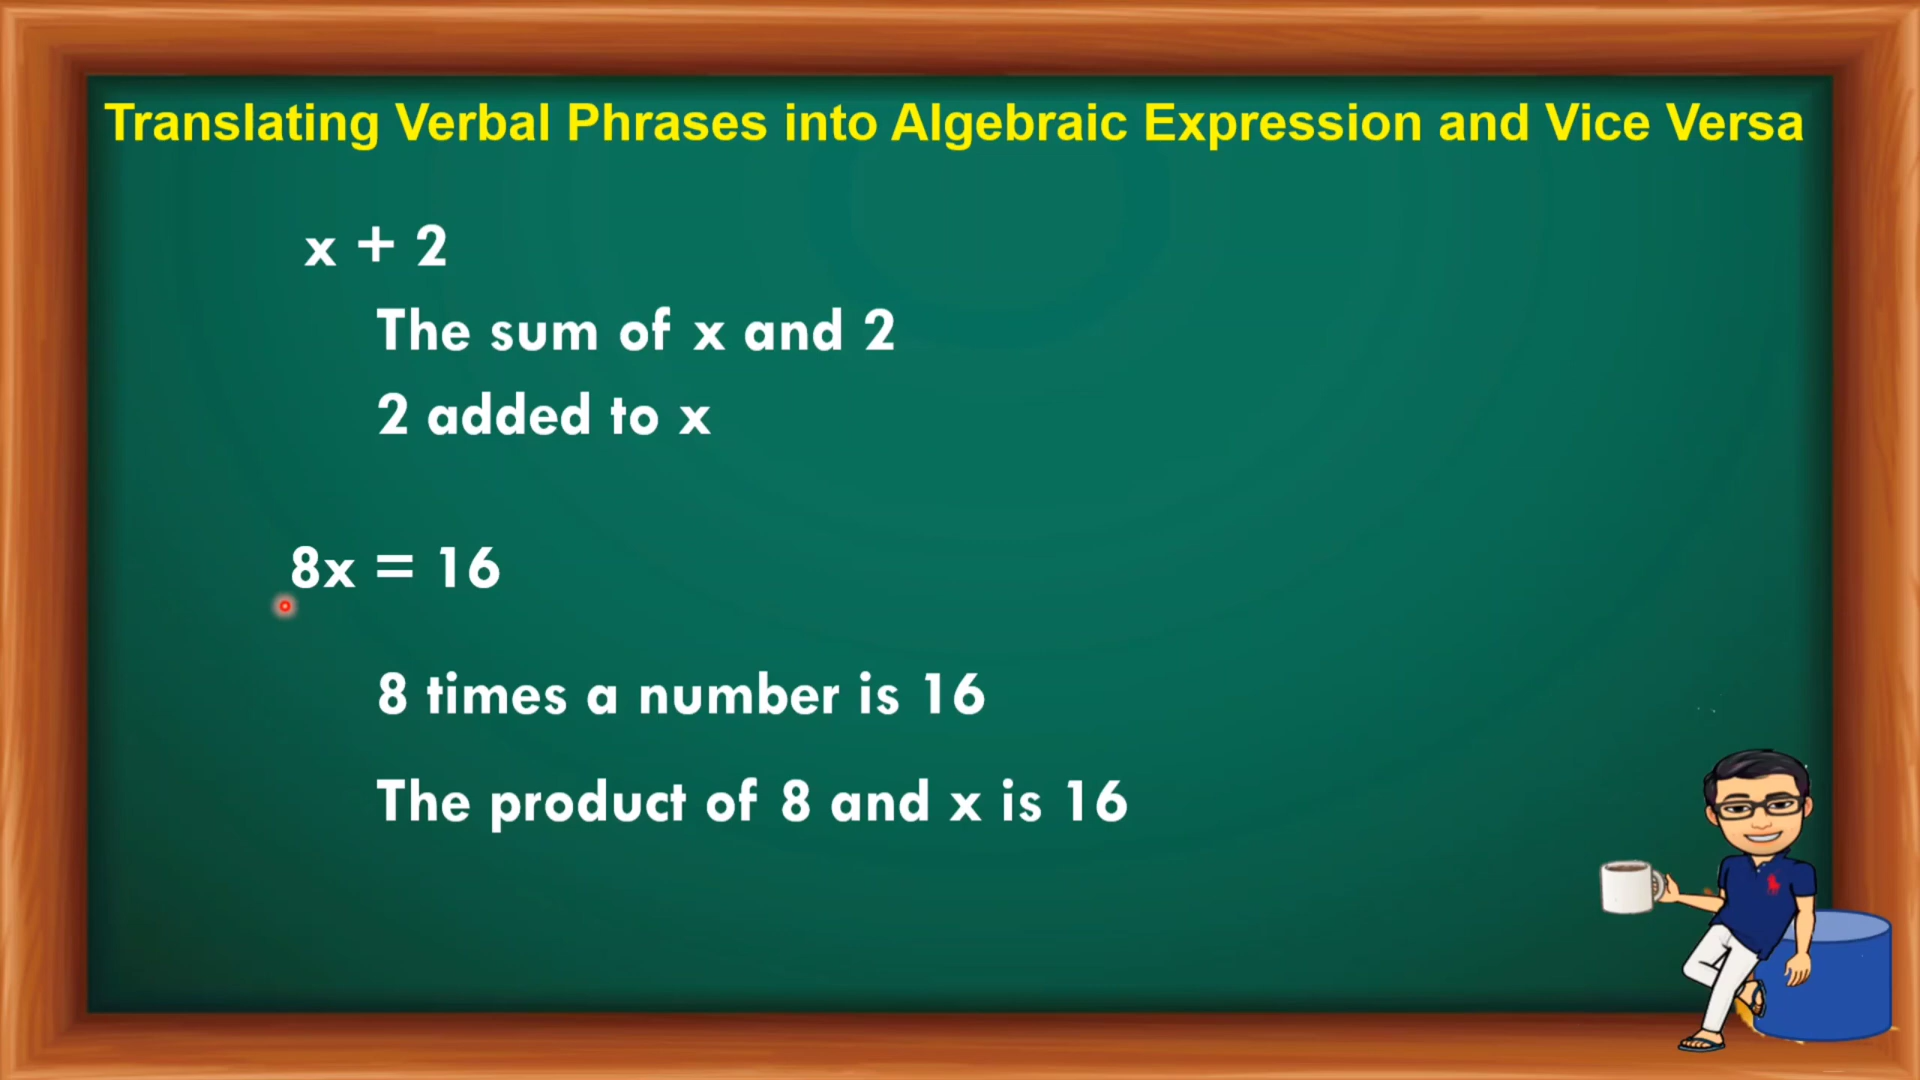 Translating Verbal Phrases into Algebraic Expression and Vice Versa
x + 2
The sum of x and 2
2 added to x
8x = 16
8 times a number is 16
The product of 8 and x is 16